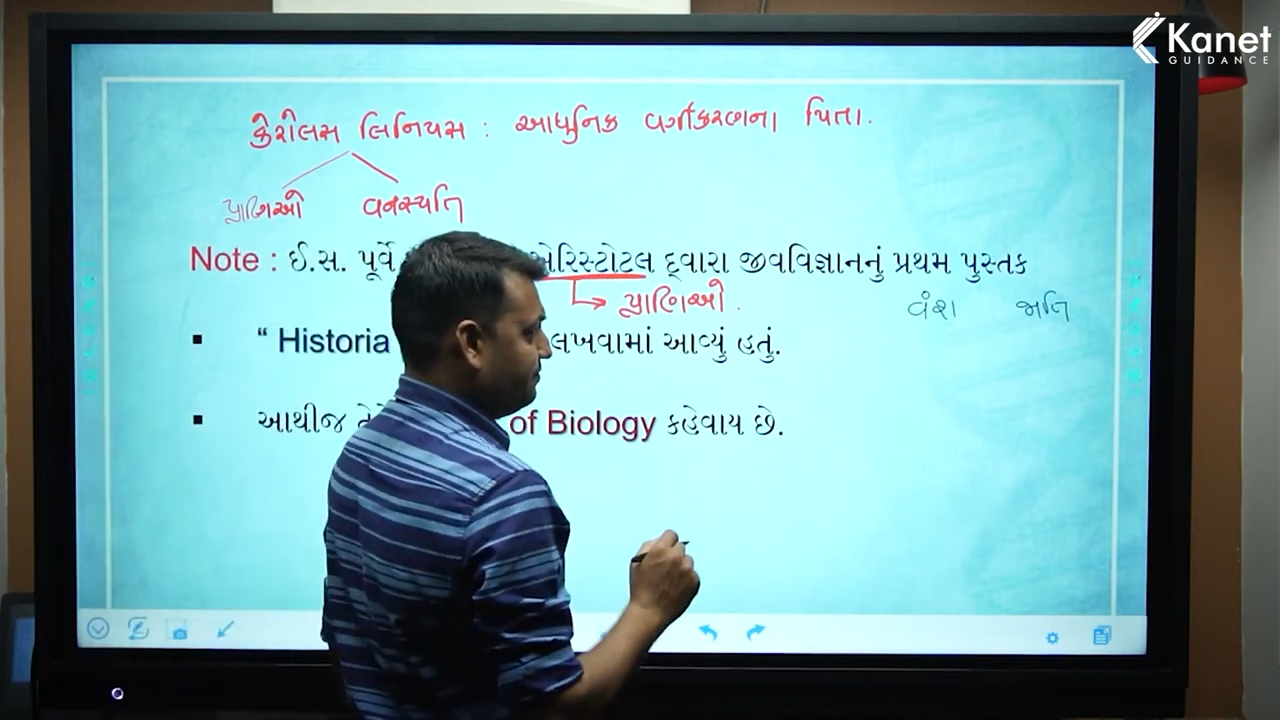 Kanet
GUIDANCE
કેરોલસ લિનિયસ : આધુનિક વર્ગીકરણના પિતા.
પ્રાણિઓ વનસ્પતિ
Note : ઈ.સ. પૂર્વે એરિસ્ટોટલ દ્વારા જીવવિજ્ઞાનનું પ્રથમ પુસ્તક
પ્રાણિઓ.
વંશ જાતિ
▪ “ Historia લખવામાં આવ્યું હતું.
▪ આથીજ of Biology કહેવાય છે.